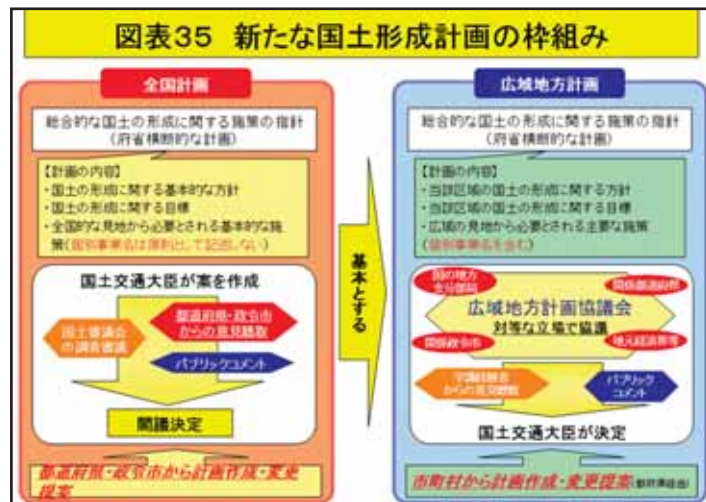 図表35 新たな国土形成計画の枠組み
全国計画
総合的な国土の形成に関する施策の指針
(府省横断的な計画)
【計画の内容】
・国土の形成に関する基本的な方針
・国土の形成に関する目標
・全国的な見地から必要とされる基本的な施
策(個別事業名は原則として記述しない)
国土交通大臣が案を作成
国土審議会
の調査審議
都道府県・政令市
からの意見聴取
パブリックコメント
閣議決定
都道府県・政令市から計画作成・変更
提案
基本とする
広域地方計画
総合的な国土の形成に関する施策の指針
(府省横断的な計画)
【計画の内容】
・当該区域の国土の形成に関する方針
・当該区域の国土の形成に関する目標
・広域の見地から必要とされる主要な施策
(個別事業名を含む)
国の地方
支分部局
関係都道府県
広域地方計画協議会
対等な立場で協議
関係政令市
地元経済界等
学識経験者
からの意見聴取
パブリック
コメント
国土交通大臣が決定
市町村から計画作成・変更提案